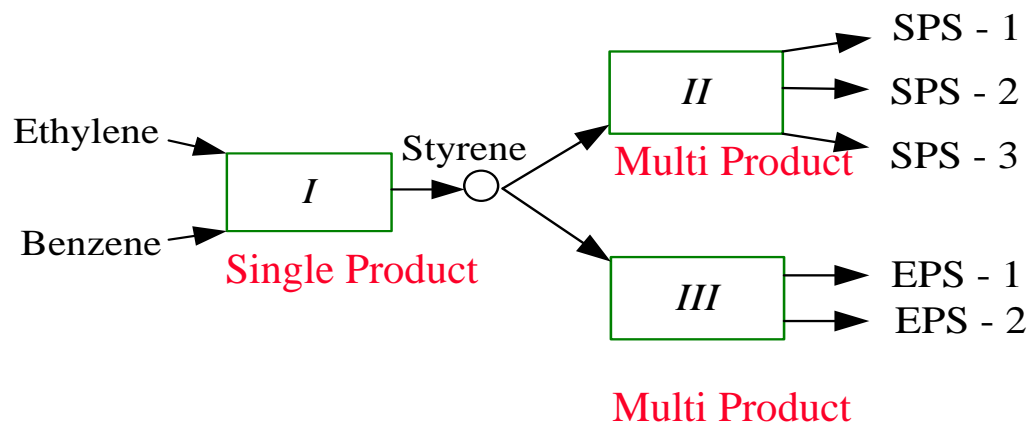 Ethylene
Benzene
I
Single Product
Styrene
II
Multi Product
SPS - 1
SPS - 2
SPS - 3
III
Multi Product
EPS - 1
EPS - 2